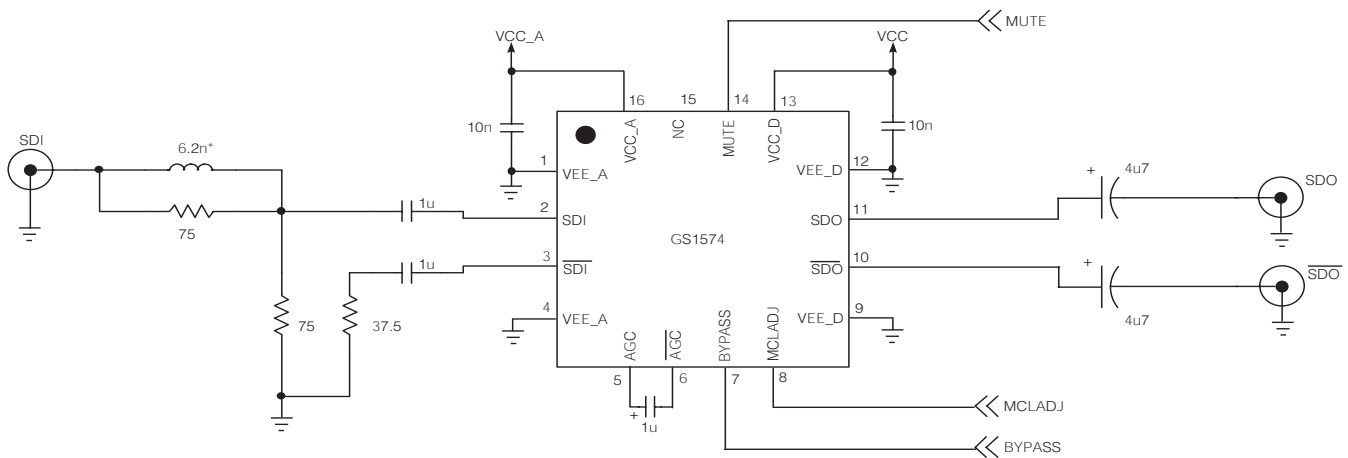 MUTE
VCC_A
VCC
16
15
14
13
10n
VCC_A
NC
MUTE
VCC_D
10n
SDI
6.2n*
1
VEE_A
VEE_D
12
4u7
+
SDO
75
1u
2
SDI
SDO
11
GS1574
1u
3
SDI
SDO
10
+
SDO
75
37.5
4
VEE_A
VEE_D
9
4u7
AGC
AGC
BYPASS
MCLADJ
5
6
7
8
+
1u
MCLADJ
BYPASS